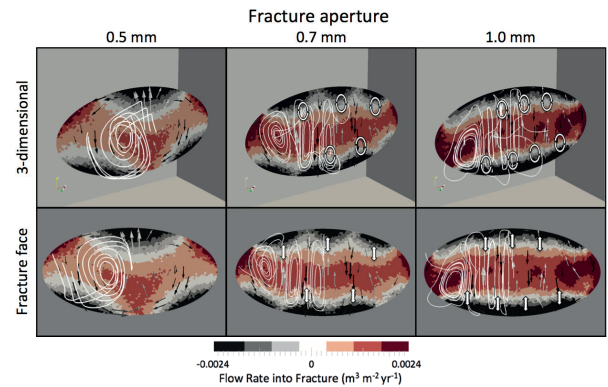 Fracture aperture
0.5 mm
0.7 mm
1.0 mm
3-dimensional
Fracture face
-0.0024
0
0.0024
Flow Rate into Fracture (m³ m⁻² yr⁻¹)